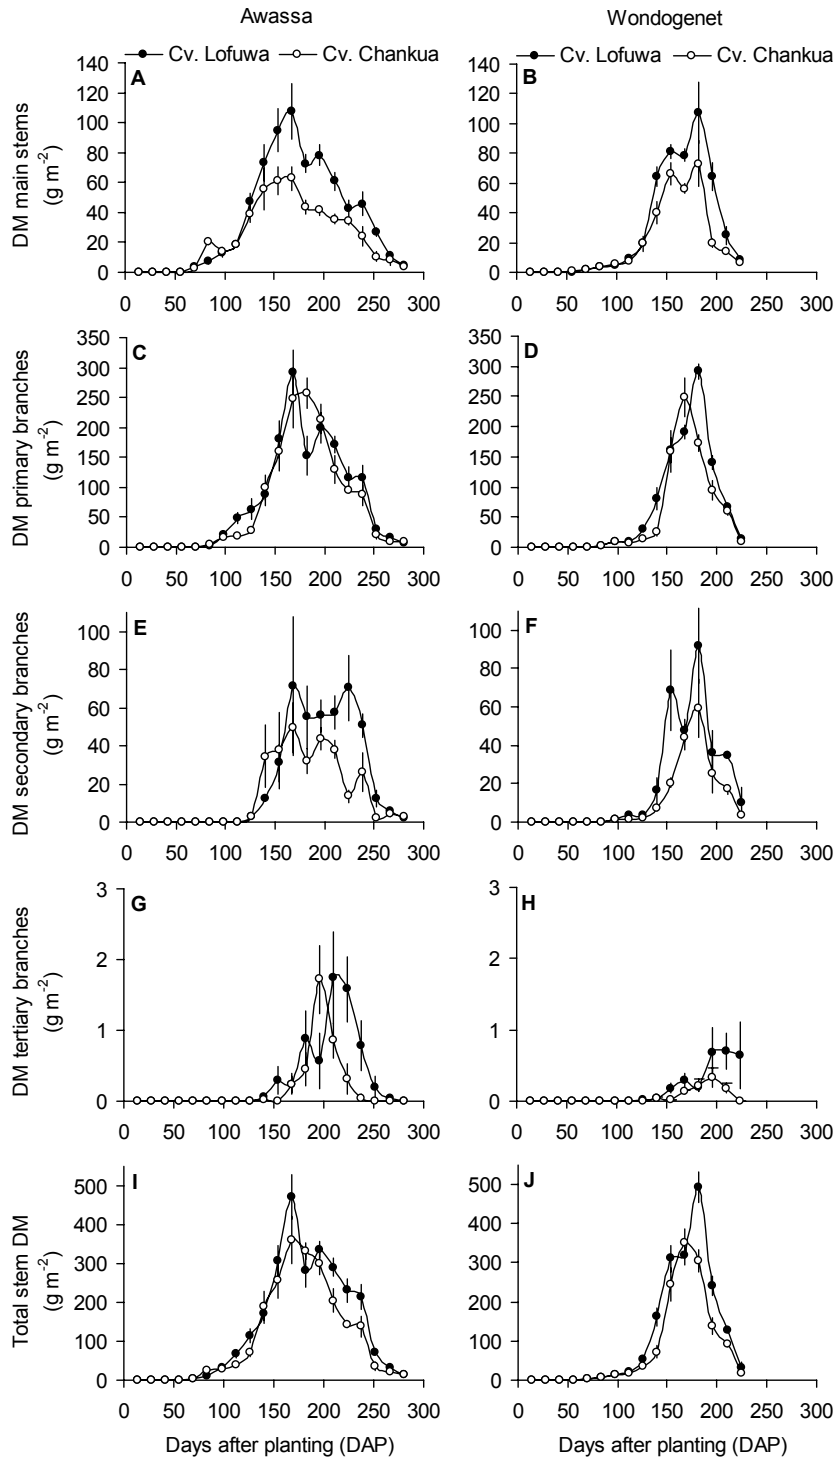 Awassa Wondogenet
Cv. Lofuwa Cv. Chankua Cv. Lofuwa Cv. Chankua
DM main stems
(g m-2)
A
140
120
100
80
60
40
20
0
0 50 100 150 200 250 300
B
140
120
100
80
60
40
20
0
0 50 100 150 200 250 300
DM primary branches
(g m-2)
C
350
300
250
200
150
100
50
0
0 50 100 150 200 250 300
D
350
300
250
200
150
100
50
0
0 50 100 150 200 250 300
DM secondary branches
(g m-2)
E
100
80
60
40
20
0
0 50 100 150 200 250 300
F
100
80
60
40
20
0
0 50 100 150 200 250 300
DM tertiary branches
(g m-2)
G
3
2
1
0
0 50 100 150 200 250 300
H
3
2
1
0
0 50 100 150 200 250 300
Total stem DM
(g m-2)
I
500
400
300
200
100
0
0 50 100 150 200 250 300
Days after planting (DAP)
J
500
400
300
200
100
0
0 50 100 150 200 250 300
Days after planting (DAP)